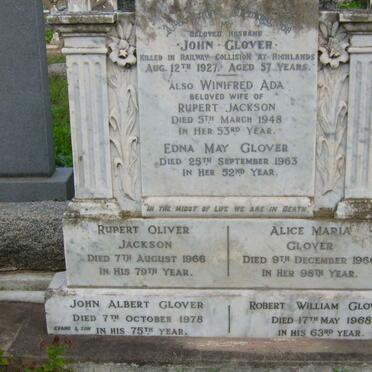 Beloved Husband
John Glover
Killed in Railway Collision at Highlands
Aug. 12th 1927 Aged 57 Years.
Also Winifred Ada
Beloved Wife of
Rupert Jackson
Died 5th March 1948
In Her 53rd Year.
Edna May Glover
Died 25th September 1963
In Her 52nd Year.
In the midst of life we are in death
Rupert Oliver
Jackson
Died 7th August 1966
In His 79th Year.
Alice Maria
Glover
Died 9th December
In Her 98th Year.
John Albert Glover
Died 7th October 1978
In His 75th Year.
Evans & Son
Robert William
Died 17th May 1968
In His 63rd Year.